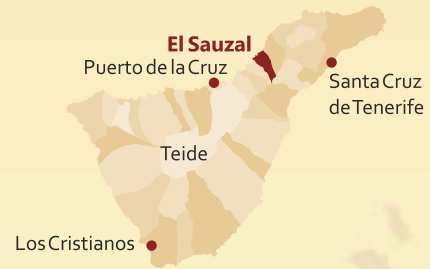 El Sauzal
Puerto de la Cruz
Santa Cruz
de Tenerife
Teide
Los Cristianos